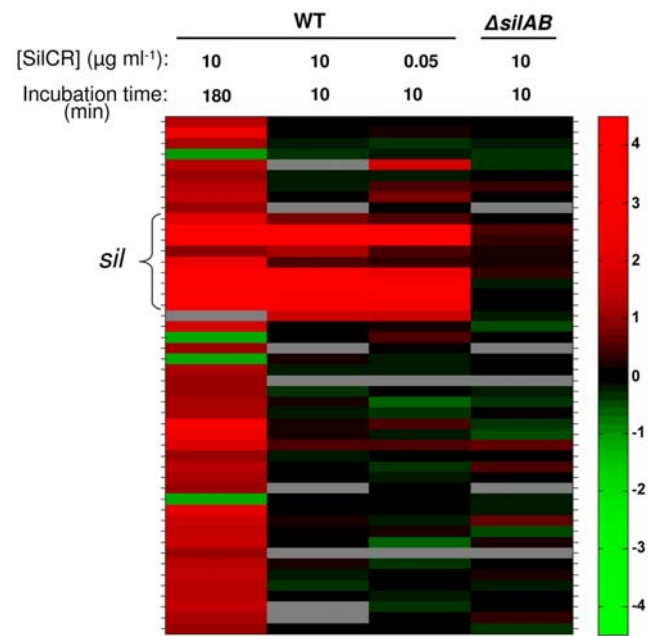 WT ΔsilAB
[SilCR] (μg ml⁻¹): 10 10 0.05 10
Incubation time: 180 10 10 10
(min)
4
3
2
sil
1
0
-1
-2
-3
-4